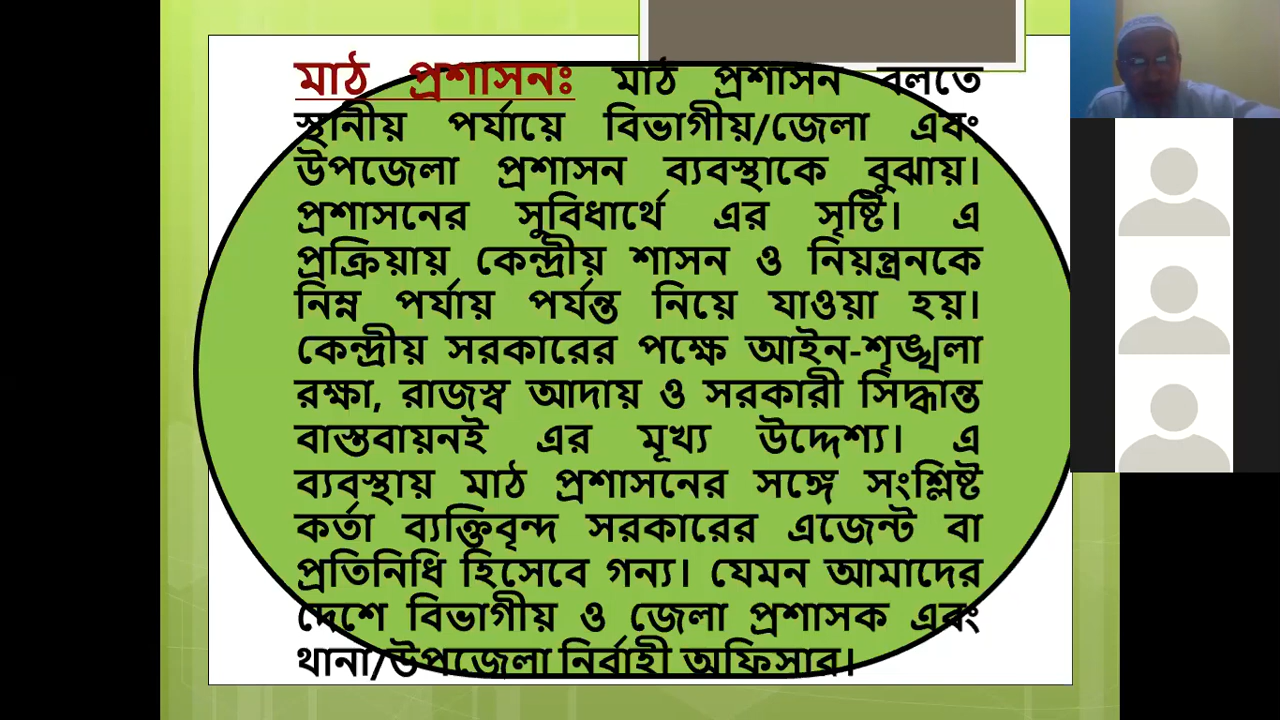 মাঠ প্রশাসনঃ মাঠ প্রশাসন বলতে
স্থানীয় পর্যায়ে বিভাগীয়/জেলা এবং
উপজেলা প্রশাসন ব্যবস্থাকে বুঝায়।
প্রশাসনের সুবিধার্থে এর সৃষ্টি। এ
প্রক্রিয়ায় কেন্দ্রীয় শাসন ও নিয়ন্ত্রনকে
নিম্ন পর্যায় পর্যন্ত নিয়ে যাওয়া হয়।
কেন্দ্রীয় সরকারের পক্ষে আইন-শৃঙ্খলা
রক্ষা, রাজস্ব আদায় ও সরকারী সিদ্ধান্ত
বাস্তবায়নই এর মূখ্য উদ্দেশ্য। এ
ব্যবস্থায় মাঠ প্রশাসনের সঙ্গে সংশ্লিষ্ট
কর্তা ব্যক্তিবৃন্দ সরকারের এজেন্ট বা
প্রতিনিধি হিসেবে গন্য। যেমন আমাদের
দেশে বিভাগীয় ও জেলা প্রশাসক এবং
থানা/উপজেলা নির্বাহী অফিসার।